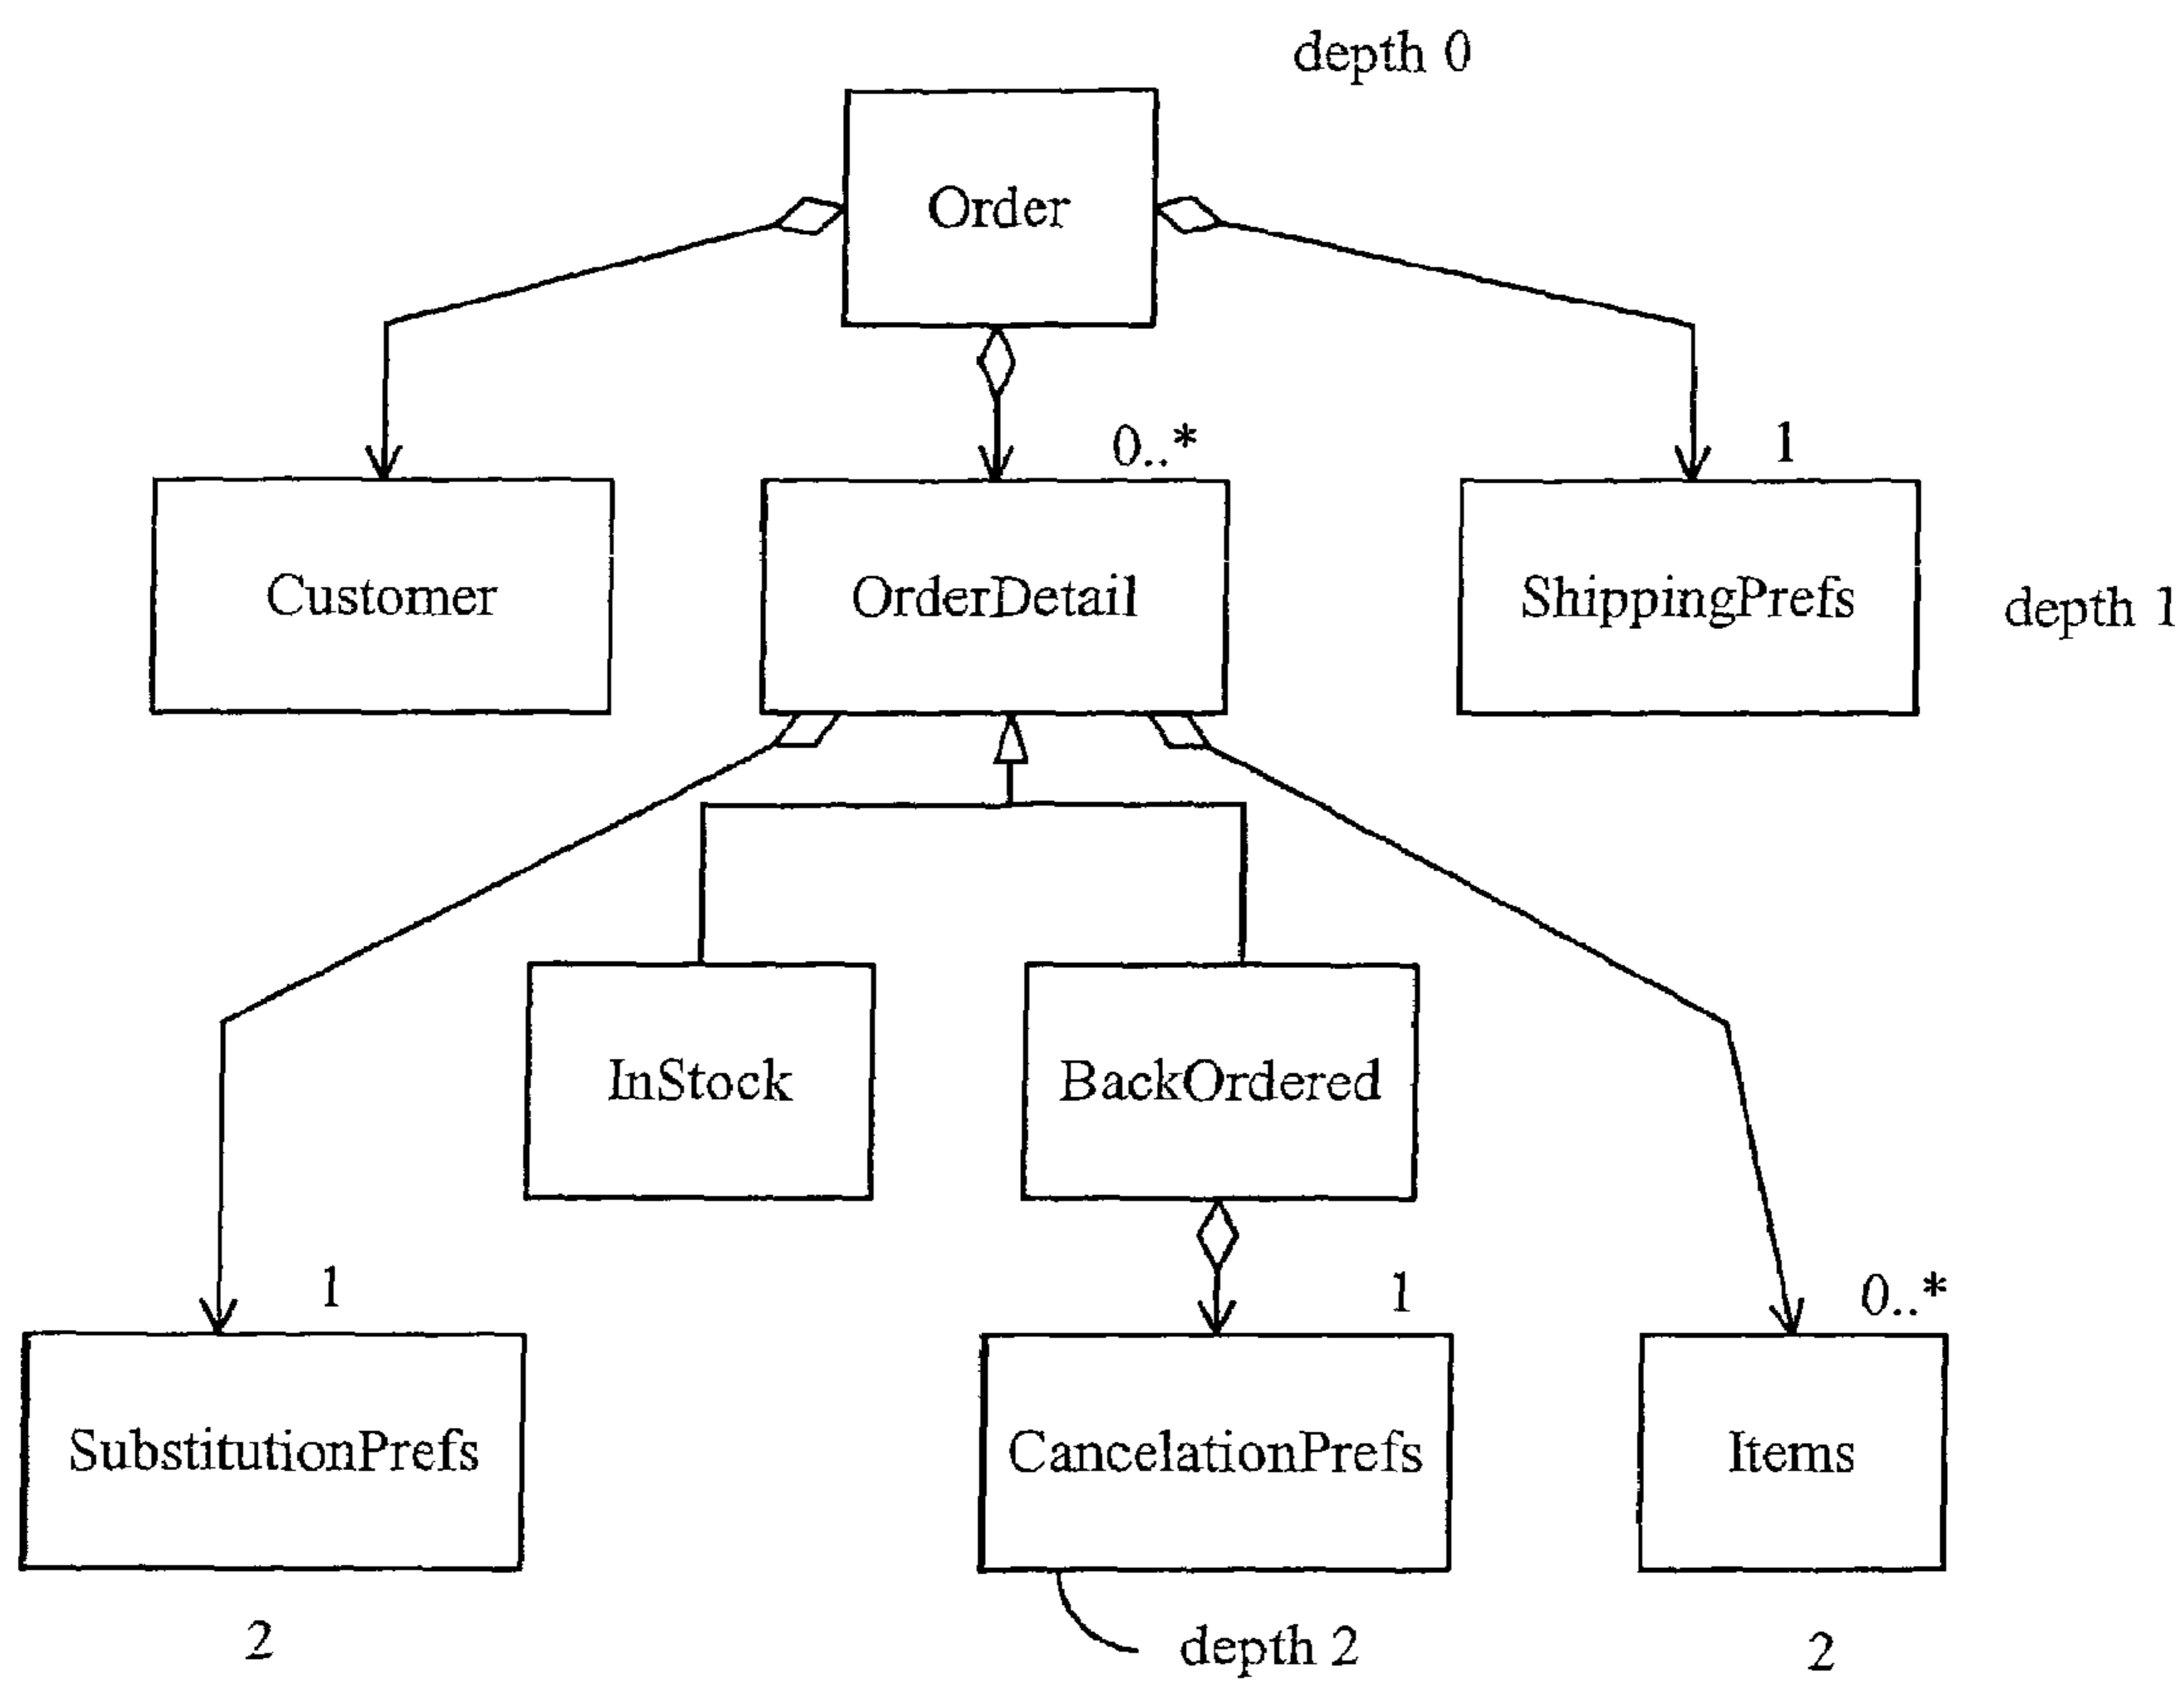 depth 0
Order
0..*
1
Customer
OrderDetail
ShippingPrefs
depth 1
InStock
BackOrdered
1
1
0..*
SubstitutionPrefs
CancelationPrefs
Items
2
depth 2
2